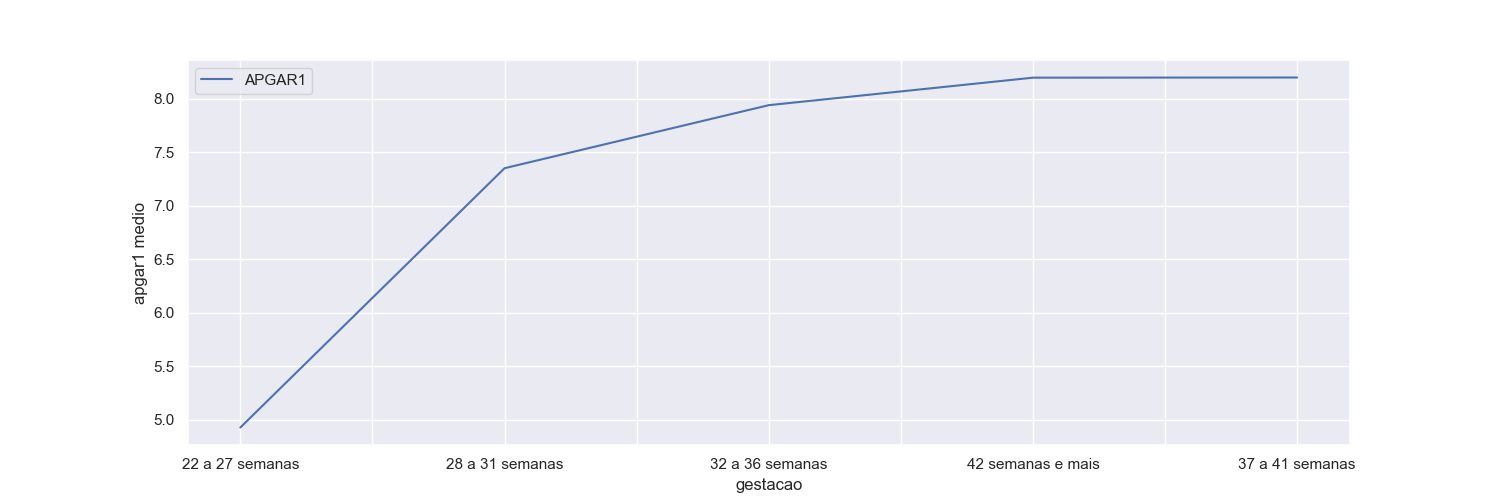 APGAR1
8.0
7.5
7.0
6.5
6.0
5.5
5.0
apgar1 medio
22 a 27 semanas 28 a 31 semanas 32 a 36 semanas 42 semanas e mais 37 a 41 semanas
gestacao